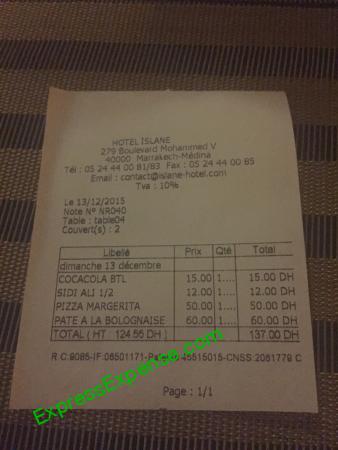 HOTEL ISLANE
279 Boulevard Mohammed V
40000 Marrakech-Médina
Tél : 05 24 44 00 81/83 Fax : 05 24 44 00 85
Email : contact@islane-hotel.com
Tva : 10%
Le 13/12/2015
Note N° NR040
Table : table04
Couvert(s) : 2
Libellé Prix Qté Total
dimanche 13 décembre
COCACOLA BTL 15.00 1.... 15.00 DH
SIDI ALI 1/2 12.00 1.... 12.00 DH
PIZZA MARGERITA 50.00 1.... 50.00 DH
PATE A LA BOLOGNAISE 60.00 1.... 60.00 DH
TOTAL ( HT 124.55 DH ) 137.00 DH
R C:9085-IF:06501171-Pa 45615015-CNSS:2081779 C
Page : 1/1
ExpressExpense.com